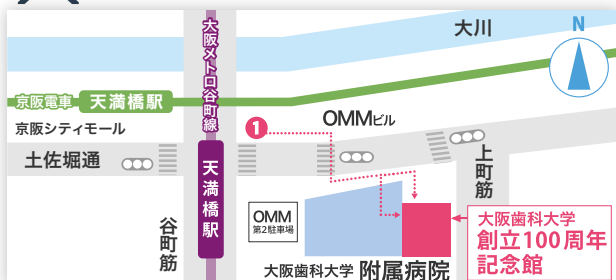 大川
N
大阪メトロ谷町線
京阪電車
天満橋駅
京阪シティモール
1
OMMビル
土佐堀通
天満橋駅
上町筋
谷町筋
OMM
第2駐車場
大阪歯科大学
創立100周年
記念館
大阪歯科大学 附属病院